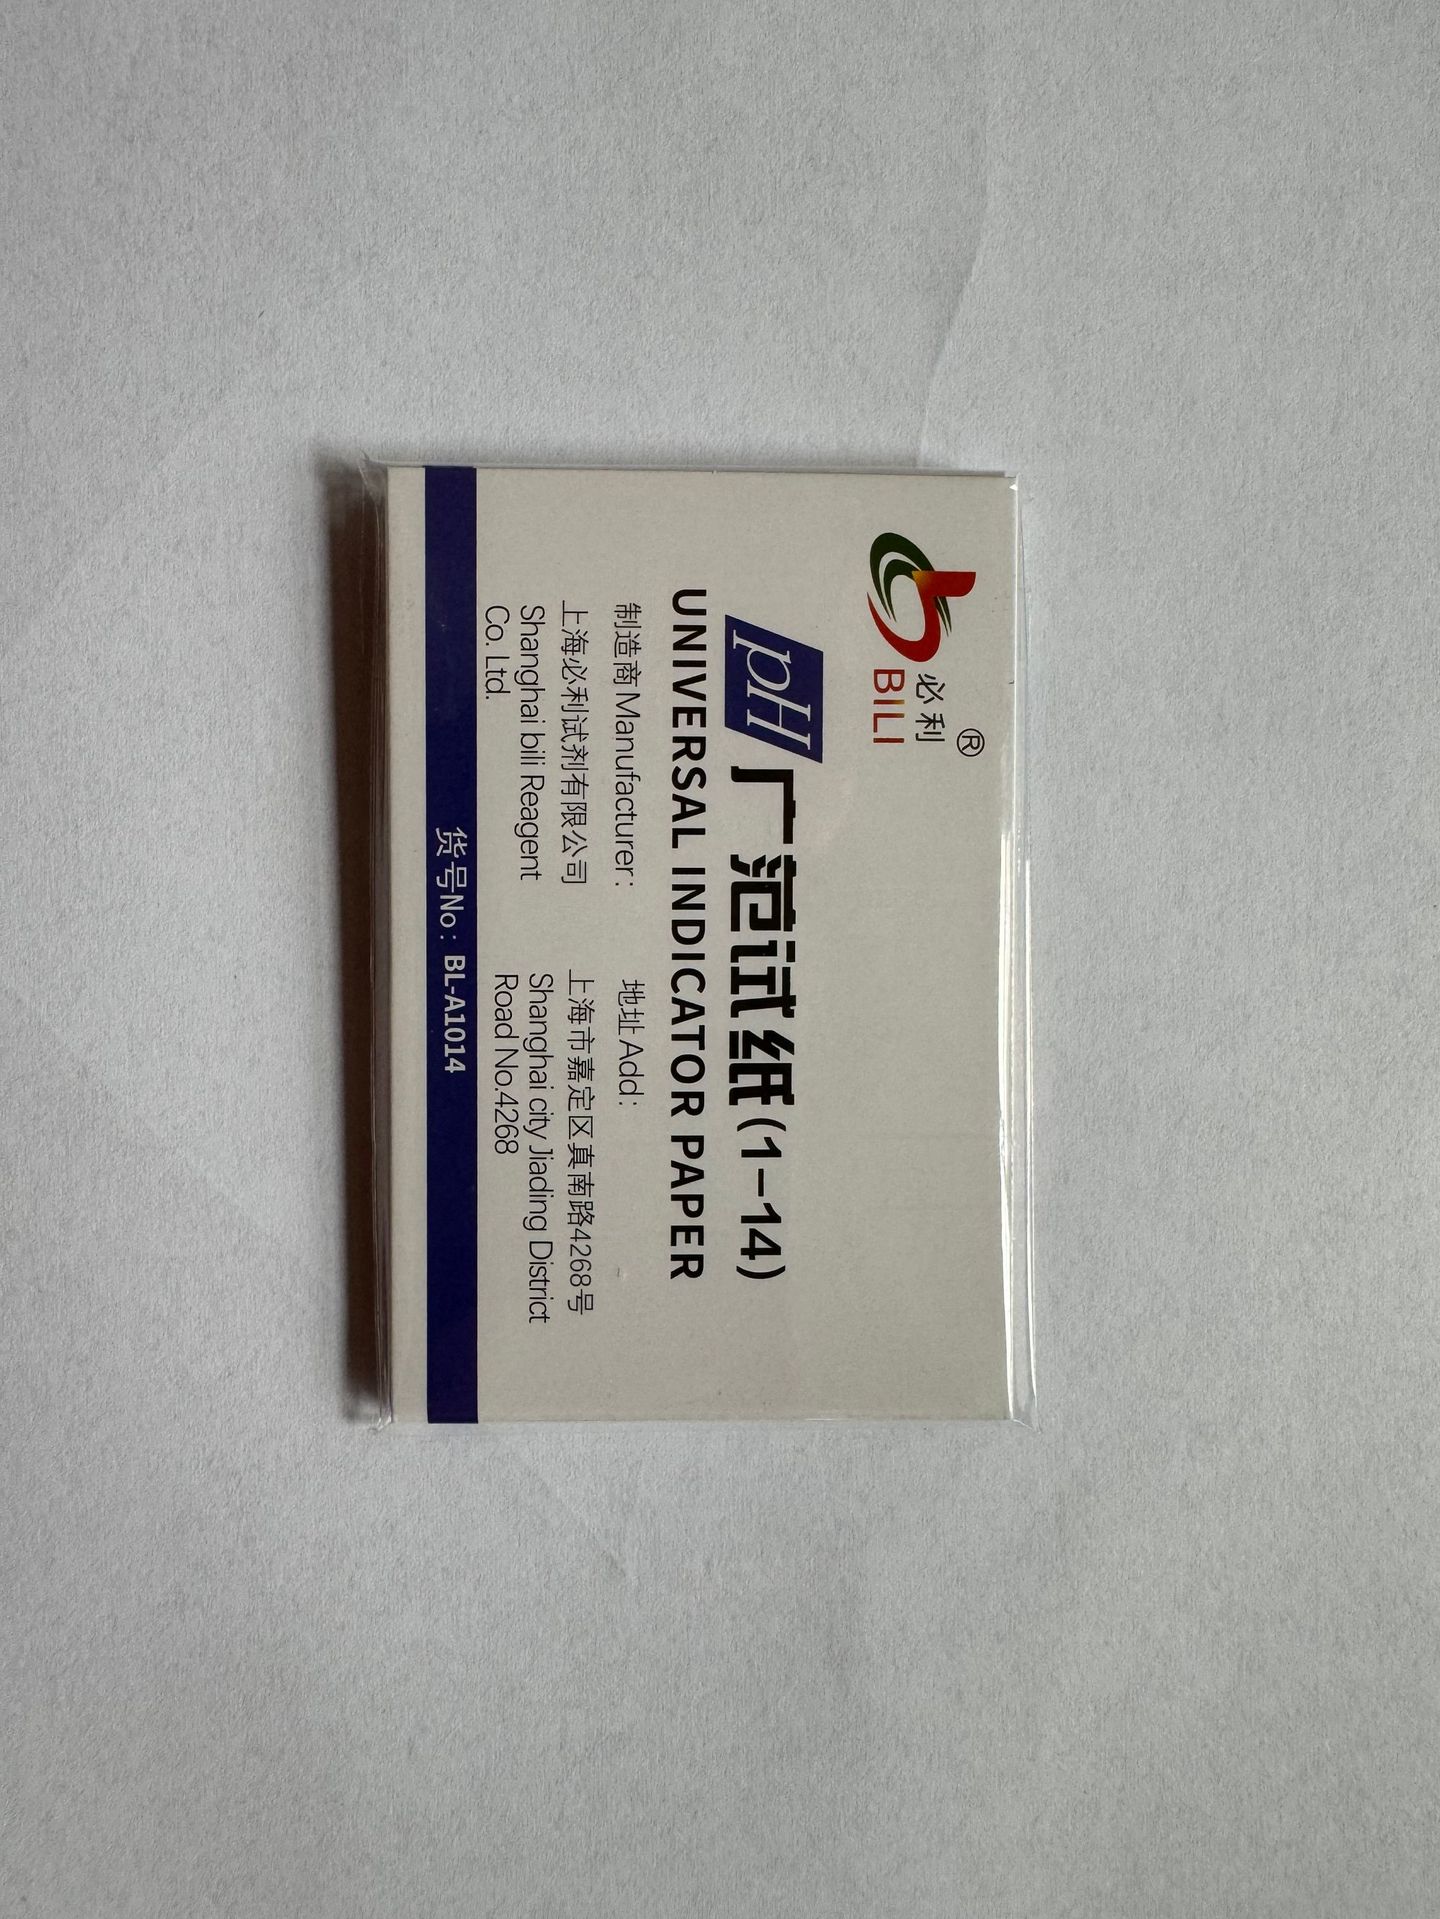 必利®
BILI
pH广范试纸(1-14)
UNIVERSAL INDICATOR PAPER
制造商 Manufacturer：
上海必利试剂有限公司
Shanghai bili Reagent
Co. Ltd.
地址 Add：
上海市嘉定区真南路4268号
Shanghai city Jiading District
Road No.4268
货号No：BL-A1014